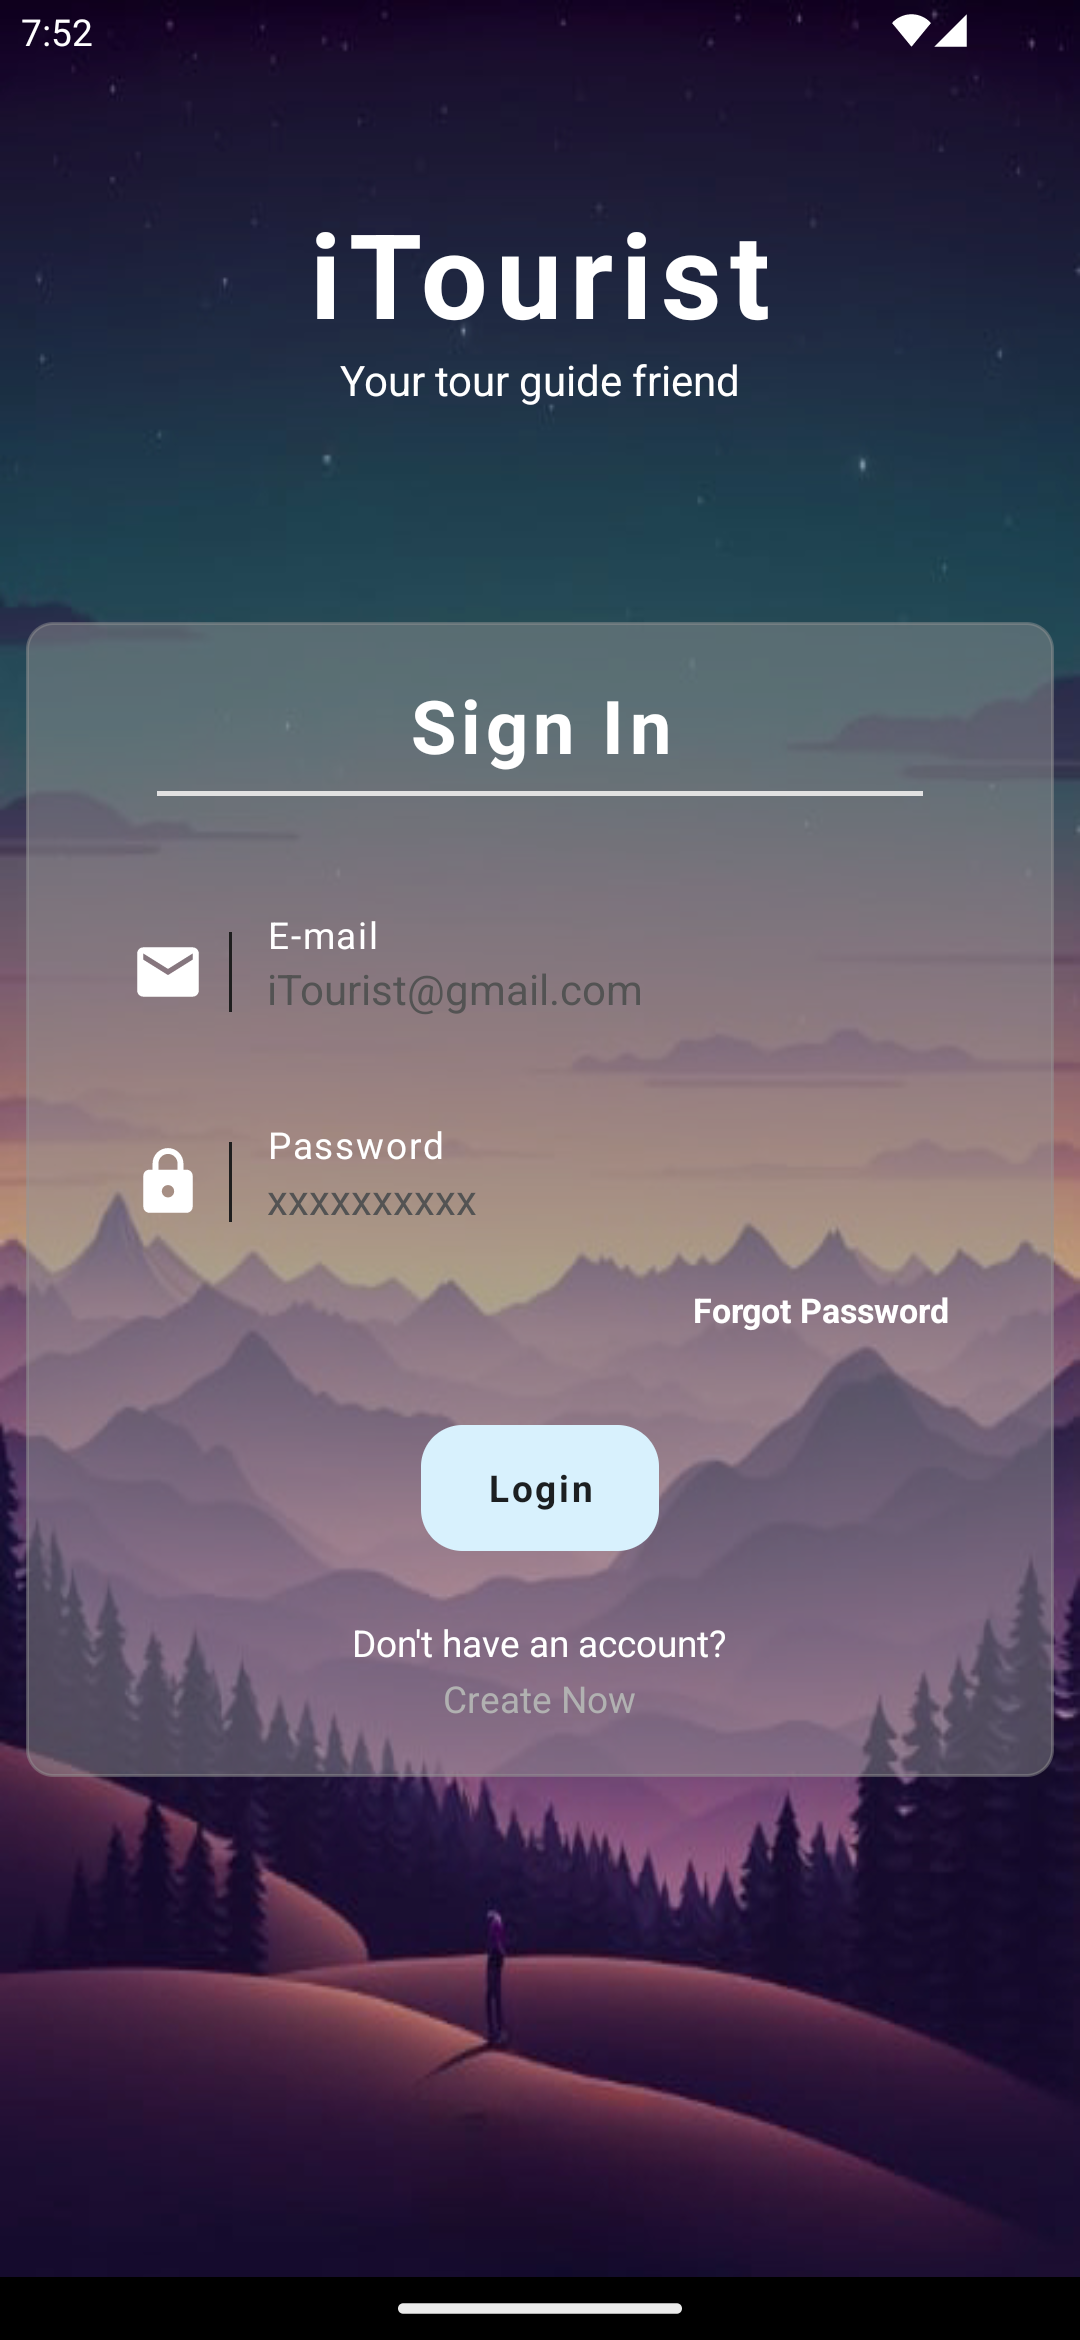 7:52
iTourist
Your tour guide friend
Sign In
E-mail
iTourist@gmail.com
Password
xxxxxxxxxx
Forgot Password
Login
Don't have an account?
Create Now